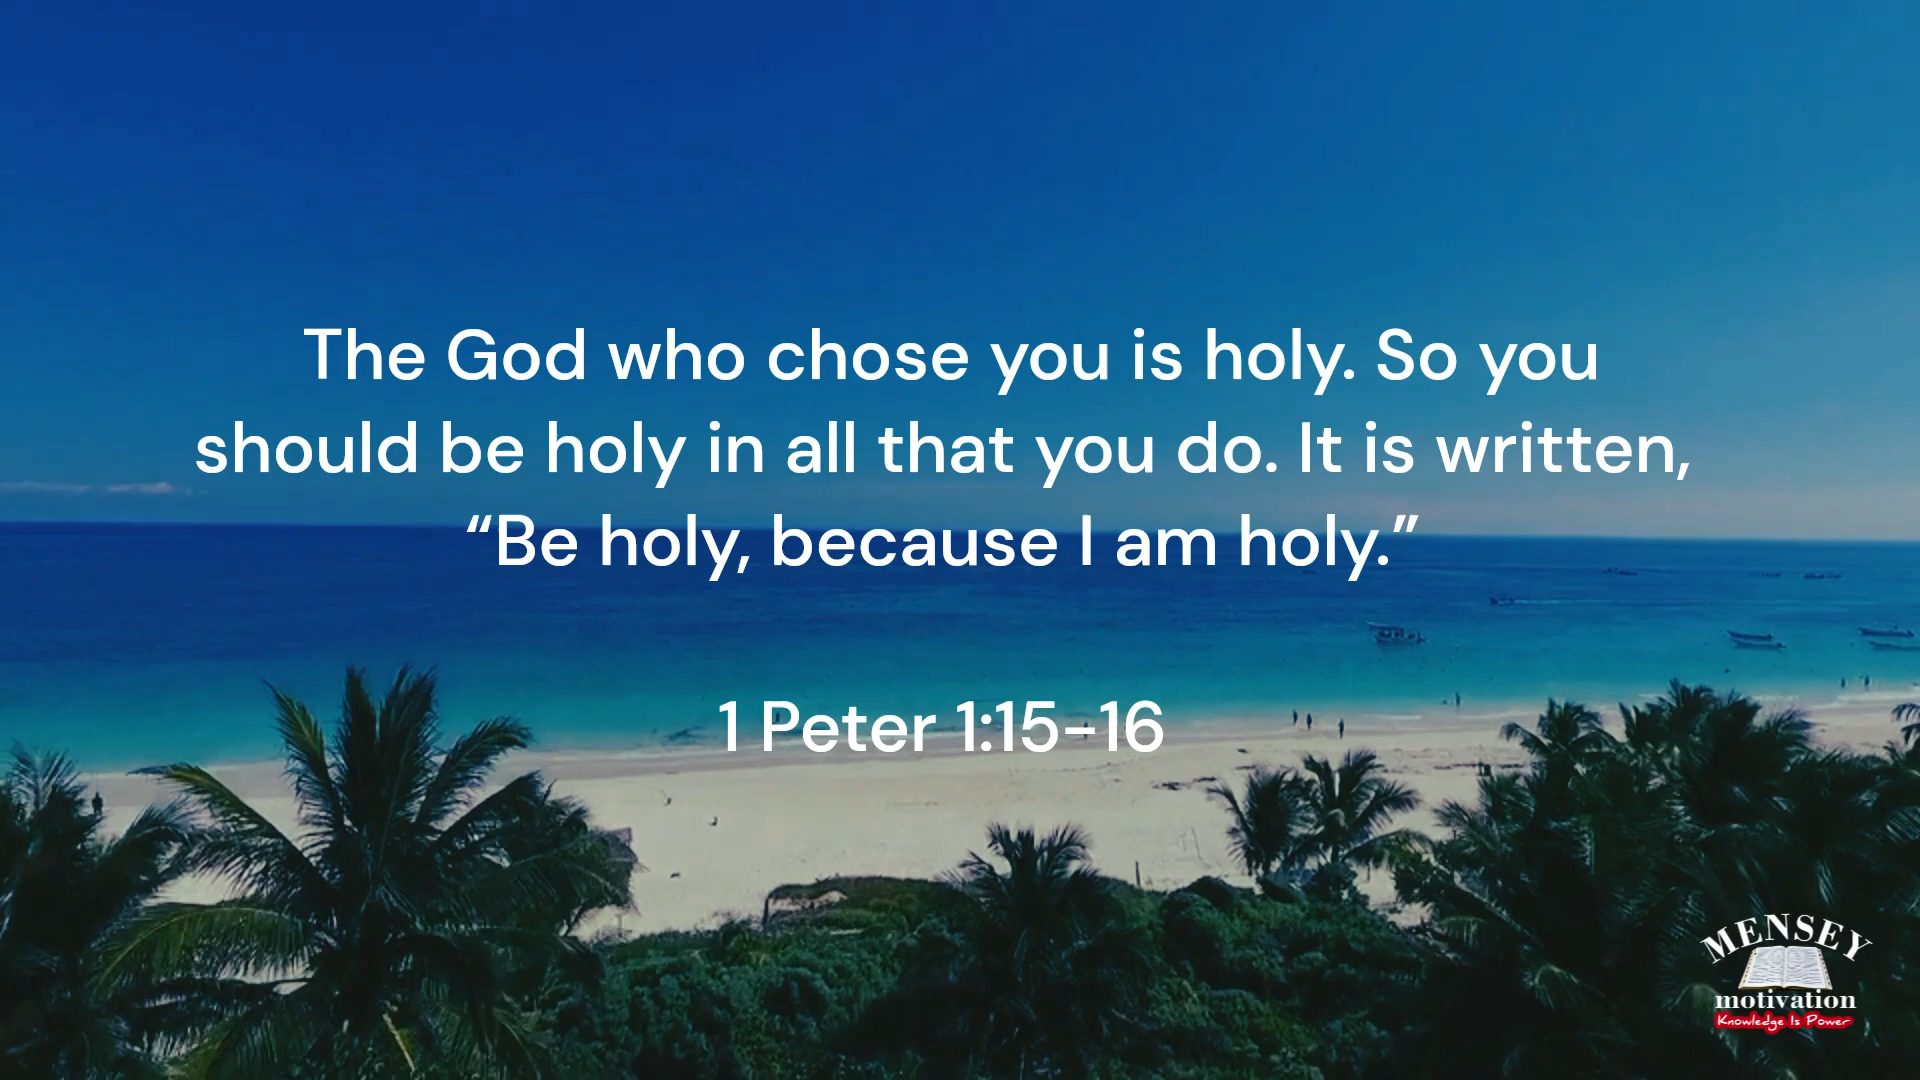 The God who chose you is holy. So you
should be holy in all that you do. It is written,
“Be holy, because I am holy.”
1 Peter 1:15-16
MENSEY
motivation
Knowledge Is Power